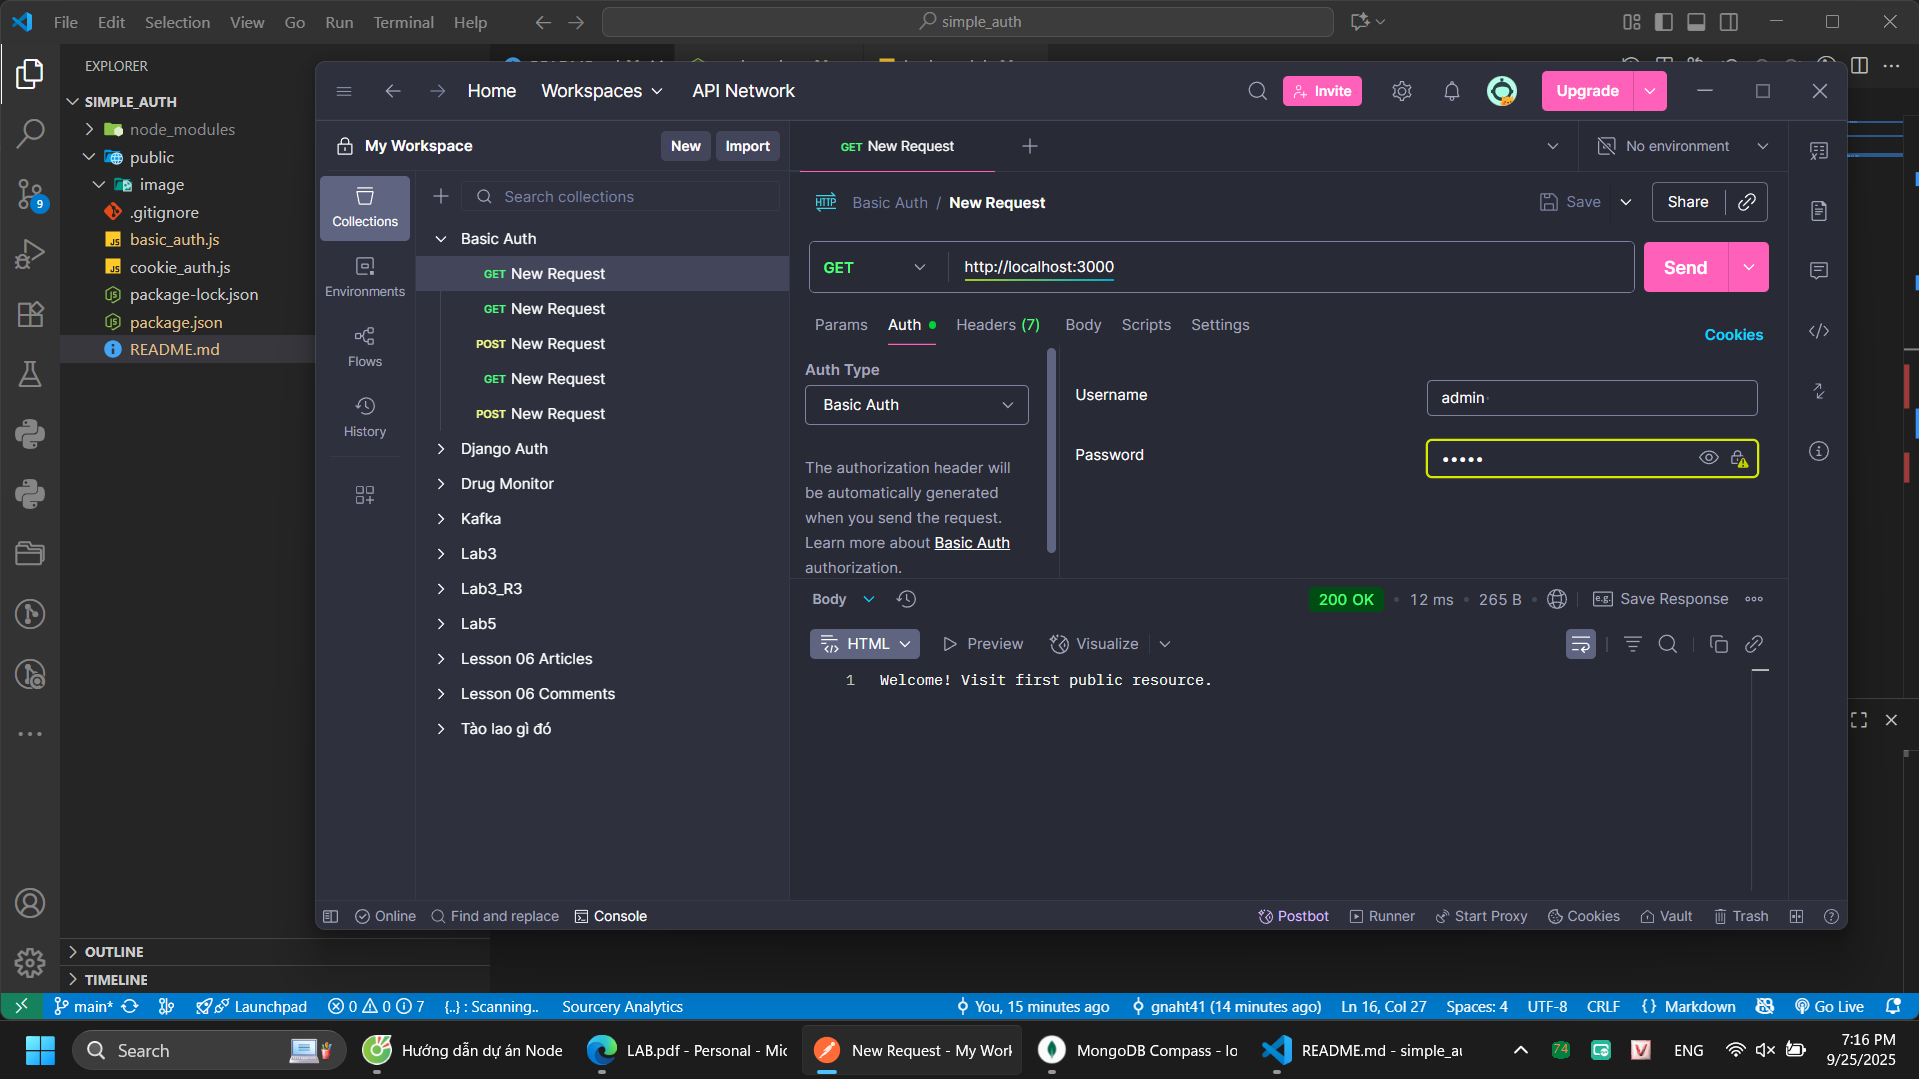 File Edit Selection View Go Run Terminal Help
simple_auth
EXPLORER
SIMPLE_AUTH
node_modules
public
image
.gitignore
basic_auth.js
cookie_auth.js
package-lock.json
package.json
README.md
9
OUTLINE
TIMELINE
Home Workspaces API Network
Invite
Upgrade
My Workspace
New Import
GET New Request
No environment
Collections
Environments
Flows
History
Search collections
Basic Auth
GET New Request
GET New Request
POST New Request
GET New Request
POST New Request
Django Auth
Drug Monitor
Kafka
Lab3
Lab3_R3
Lab5
Lesson 06 Articles
Lesson 06 Comments
Tào lao gì đó
HTTP Basic Auth / New Request
Save Share
GET http://localhost:3000
Send
Params Auth Headers (7) Body Scripts Settings
Cookies
Auth Type
Basic Auth
The authorization header will
be automatically generated
when you send the request.
Learn more about Basic Auth
authorization.
Username
admin
Password
•••••
Body
200 OK • 12 ms • 265 B
e.g. Save Response
HTML Preview Visualize
1 Welcome! Visit first public resource.
Online Find and replace Console
Postbot Runner Start Proxy Cookies Vault Trash
main* Launchpad 0 0 7 {..} : Scanning.. Sourcery Analytics
You, 15 minutes ago gnaht41 (14 minutes ago) Ln 16, Col 27 Spaces: 4 UTF-8 CRLF {} Markdown Go Live
Search
Hướng dẫn dự án Node
LAB.pdf - Personal - Mic
New Request - My Work
MongoDB Compass - lo
README.md - simple_au
74
ENG
7:16 PM
9/25/2025